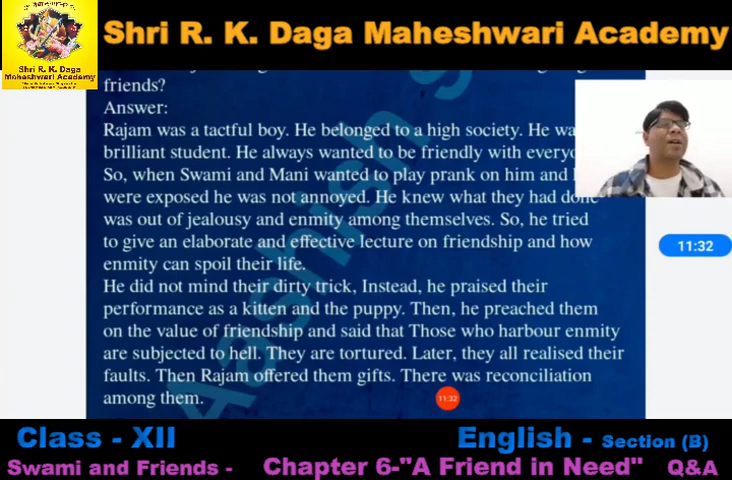 Shri R. K. Daga Maheshwari Academy
Shri R. K. Daga
Maheshwari Academy
friends?
Answer:
Rajam was a tactful boy. He belonged to a high society. He
brilliant student. He always wanted to be friendly with
So, when Swami and Mani wanted to play prank on him and
were exposed he was not annoyed. He knew what they had done
was out of jealousy and enmity among themselves. So, he tried
to give an elaborate and effective lecture on friendship and how
enmity can spoil their life.
He did not mind their dirty trick, Instead, he praised their
performance as a kitten and the puppy. Then, he preached them
on the value of friendship and said that Those who harbour enmity
are subjected to hell. They are tortured. Later, they all realised their
faults. Then Rajam offered them gifts. There was reconciliation
among them.
11:32
11:32
Class - XII English - Section (B)
Swami and Friends - Chapter 6-"A Friend in Need" Q&A